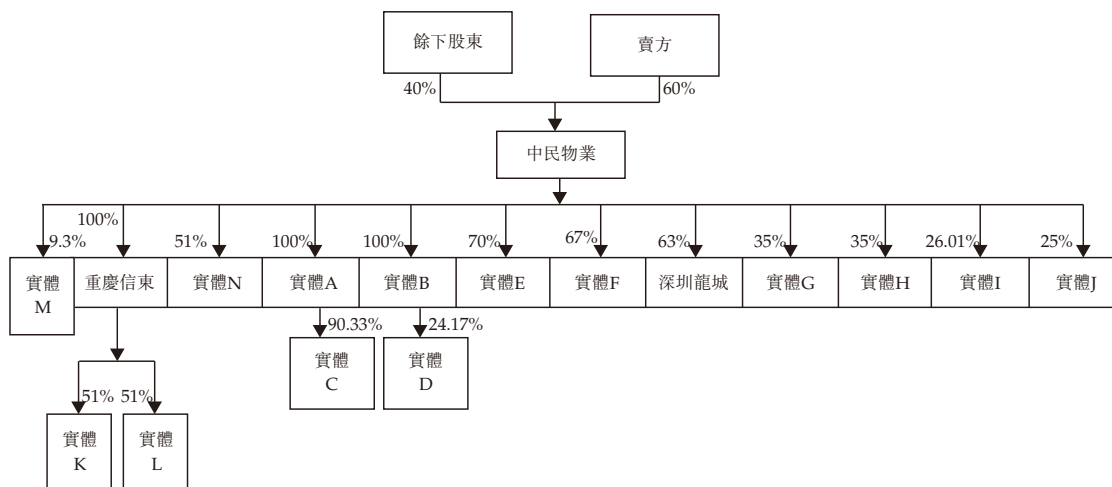 餘下股東
賣方
40%
60%
中民物業
100%
9.3%
51%
100%
100%
70%
67%
63%
35%
35%
26.01%
25%
實體
M
重慶信東
實體N
實體A
實體B
實體E
實體F
深圳龍城
實體G
實體H
實體I
實體J
90.33%
24.17%
實體
C
實體
D
51%
51%
實體
K
實體
L